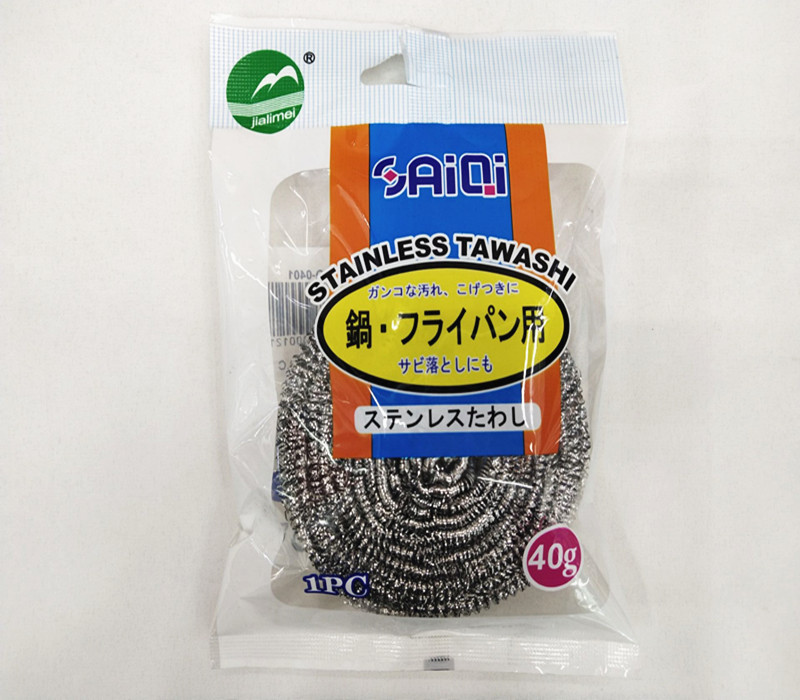 ®
jialimei
SAiQi
STAINLESS TAWASHI
ガンコな汚れ、こげつきに
鍋・フライパン用
サビ落としにも
ステンレスたわし
40g
1PC